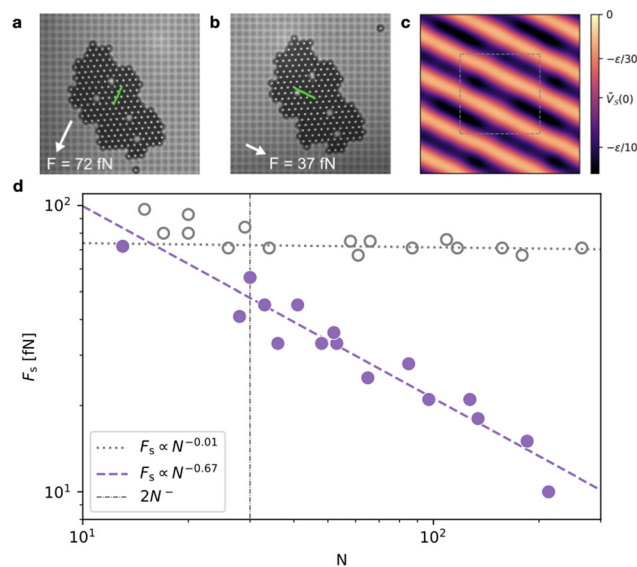 a
b
c
F = 72 fN
F = 37 fN
0
−ε/30
Ṽₛ(0)
−ε/10
d
10²
10¹
Fₛ [fN]
Fₛ ∝ N⁻⁰·⁰¹
Fₛ ∝ N⁻⁰·⁶⁷
2N⁻
10¹
10²
N